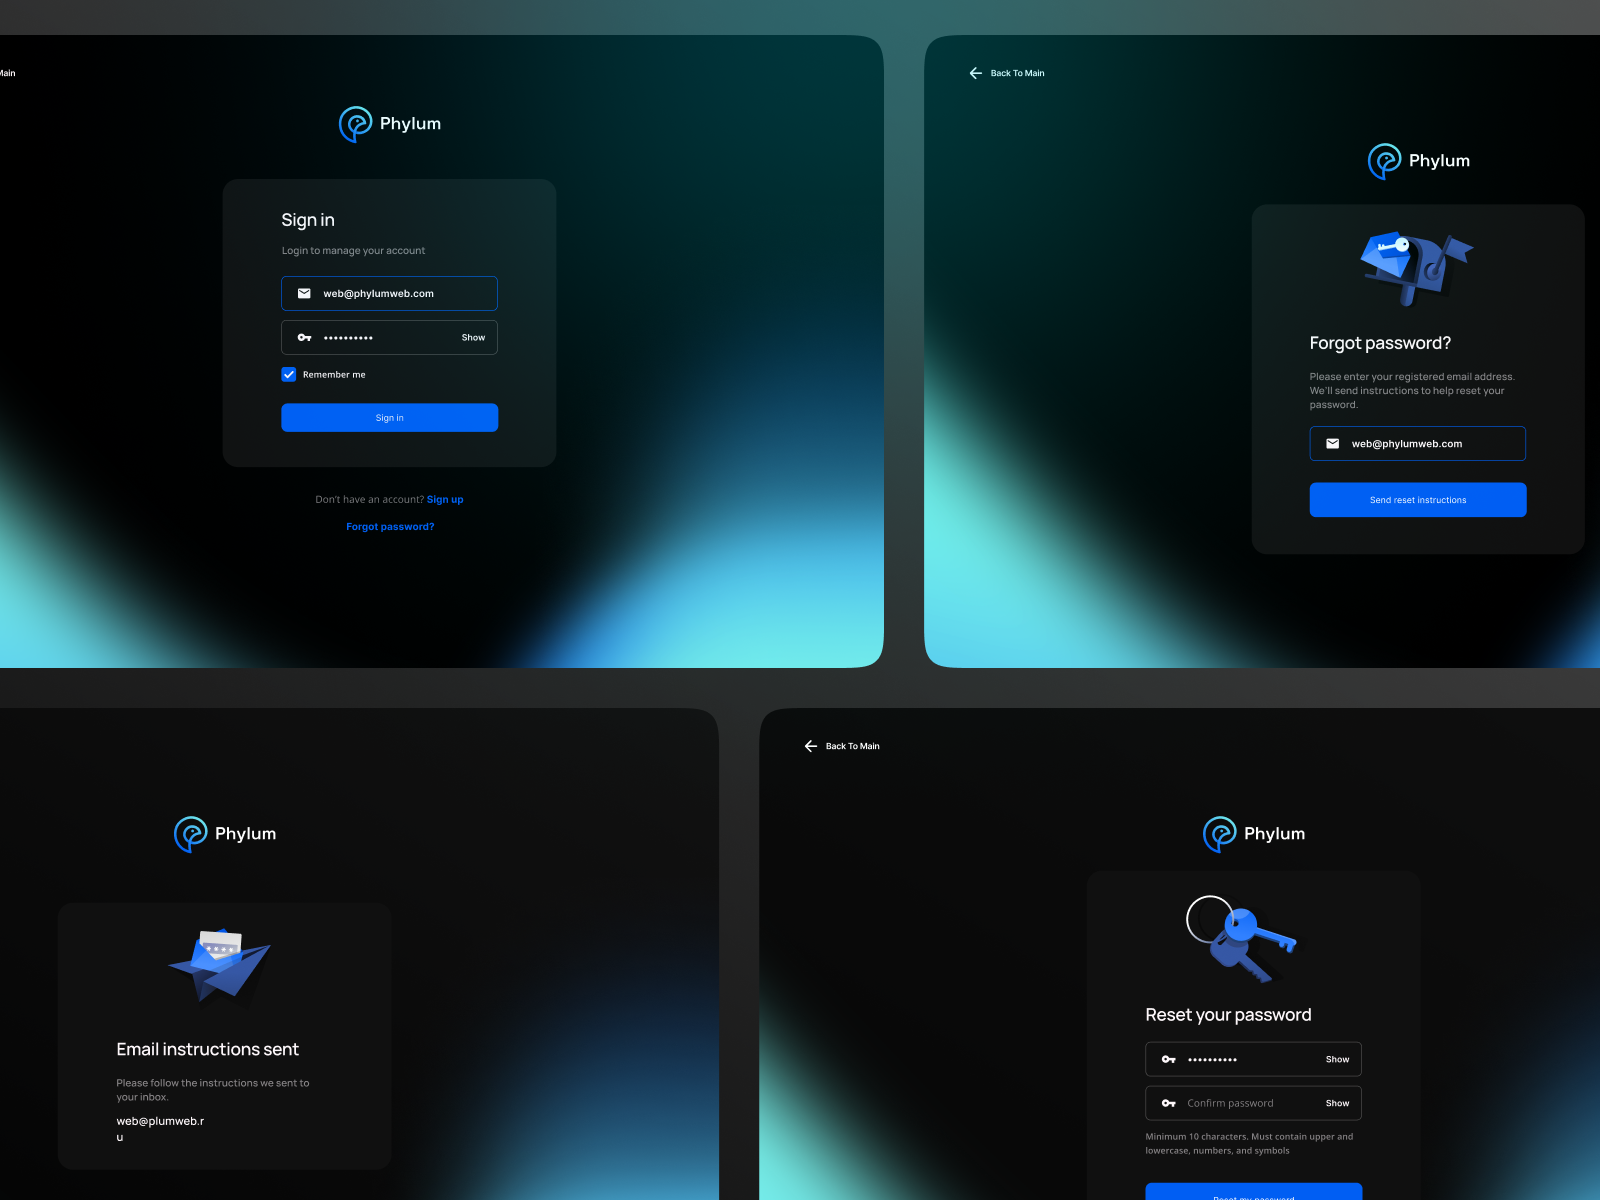 Main
Phylum
Sign in
Login to manage your account
web@phylumweb.com
•••••••••• Show
Remember me
Sign in
Don't have an account? Sign up
Forgot password?
Back To Main
Phylum
Forgot password?
Please enter your registered email address.
We'll send instructions to help reset your
password.
web@phylumweb.com
Send reset instructions
Phylum
Email instructions sent
Please follow the instructions we sent to
your inbox.
web@plumweb.r
u
Back To Main
Phylum
Reset your password
•••••••••• Show
Confirm password Show
Minimum 10 characters. Must contain upper and
lowercase, numbers, and symbols
Reset my password